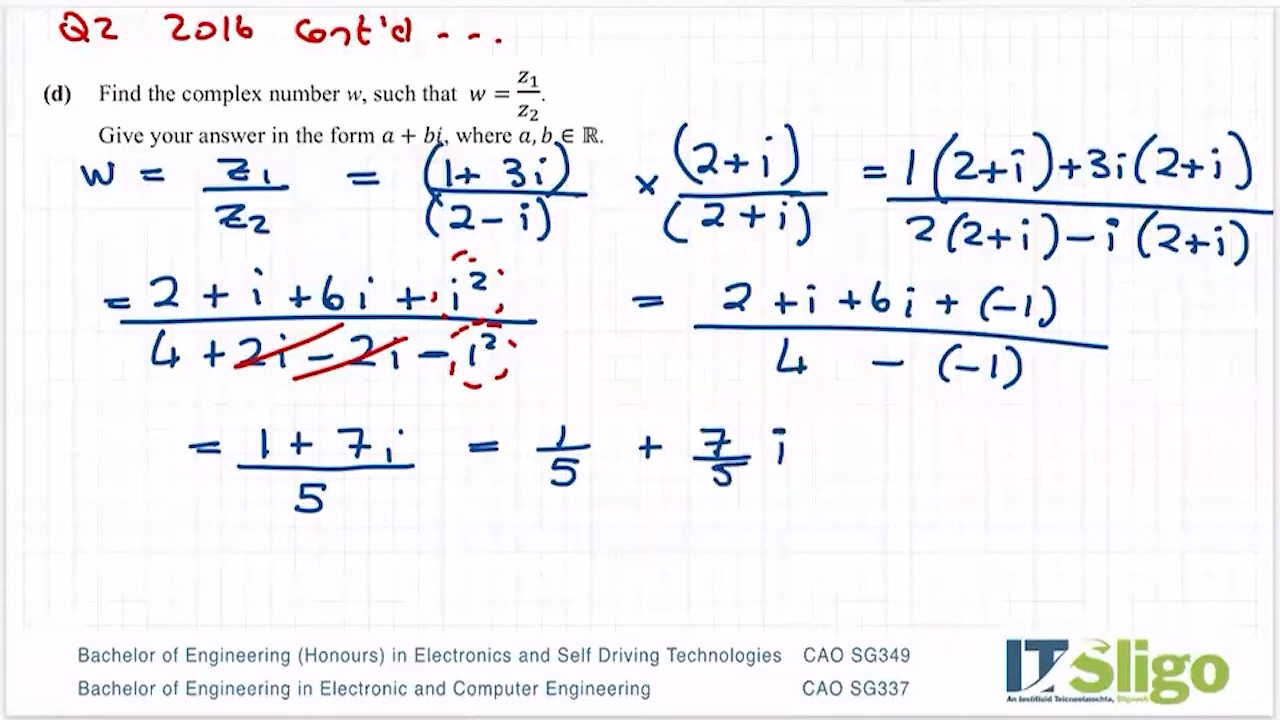 Q2 2016 Cont'd ...
(d) Find the complex number w, such that w = z₁/z₂.
Give your answer in the form a + bi, where a, b ∈ ℝ.
w = z₁/z₂ = (1+ 3i)/(2-i) × (2+i)/(2+i) = 1(2+i)+3i(2+i)/2(2+i)-i(2+i)
= 2 + i + 6i + · i²/4 + 2i - 2i - i² = 2 + i + 6i + (-1)/4 - (-1)
= 1 + 7i/5 = 1/5 + 7/5 i
Bachelor of Engineering (Honours) in Electronics and Self Driving Technologies CAO SG349
Bachelor of Engineering in Electronic and Computer Engineering CAO SG337
IT Sligo
An Institiúid Teicneolaíochta, Sligeach